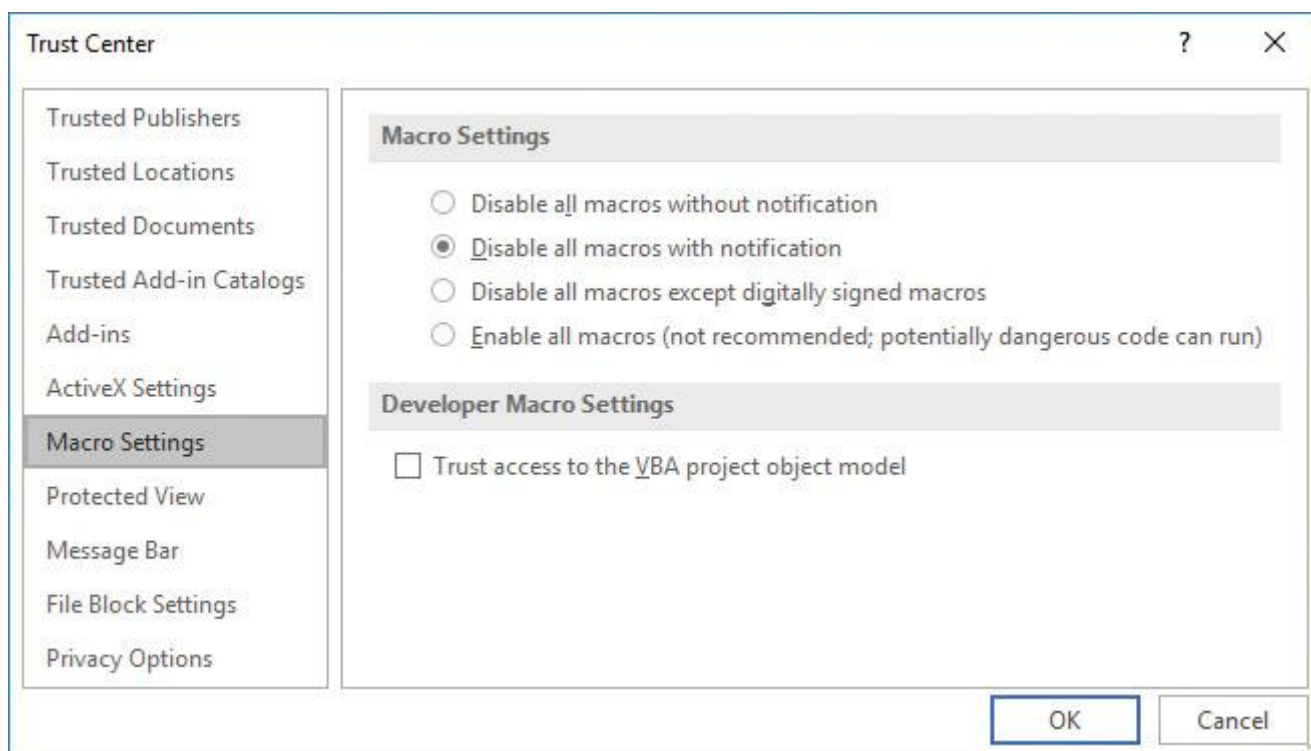 Trust Center
?
Trusted Publishers
Trusted Locations
Trusted Documents
Trusted Add-in Catalogs
Add-ins
ActiveX Settings
Macro Settings
Protected View
Message Bar
File Block Settings
Privacy Options
Macro Settings
Disable all macros without notification
Disable all macros with notification
Disable all macros except digitally signed macros
Enable all macros (not recommended; potentially dangerous code can run)
Developer Macro Settings
Trust access to the VBA project object model
OK
Cancel